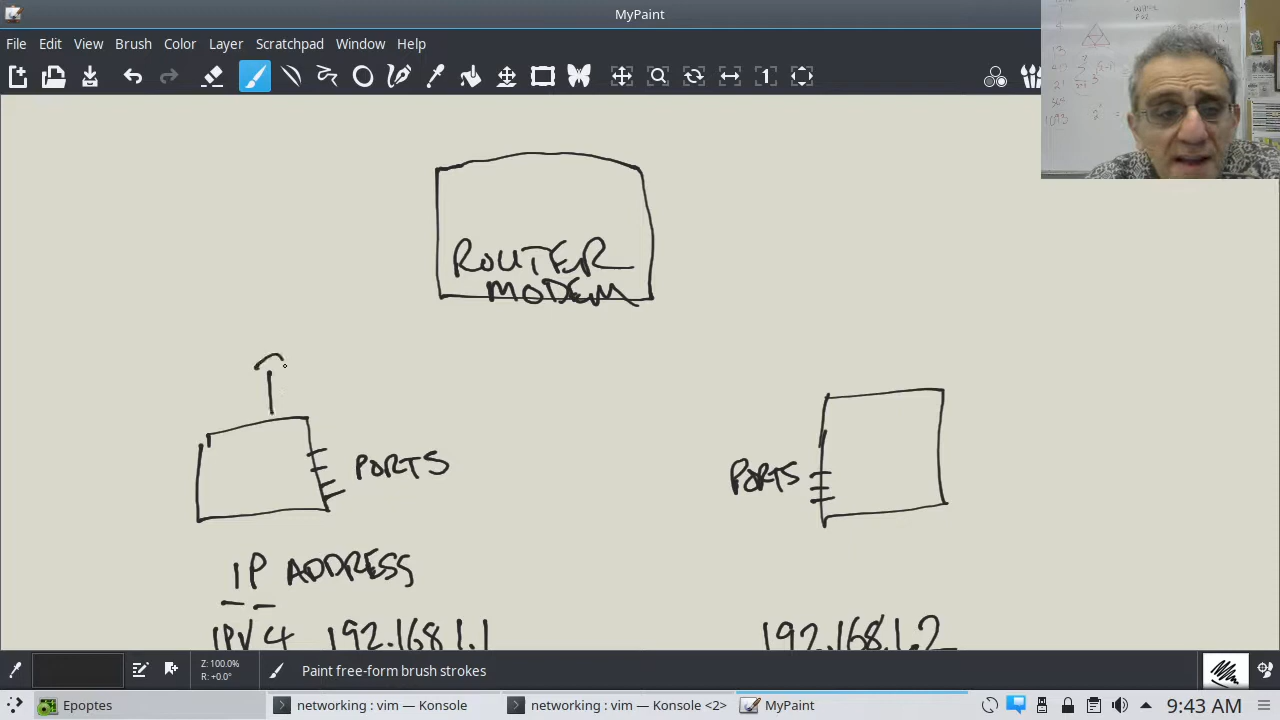 MyPaint
File Edit View Brush Color Layer Scratchpad Window Help
ROUTER
MODEM
PORTS
PORTS
IP ADDRESS
IPV4 192.168.1.1
192.168.1.2
Z: 100.0%
R: +0.0°
Paint free-form brush strokes
Epoptes
networking : vim — Konsole
networking : vim — Konsole <2>
MyPaint
9:43 AM